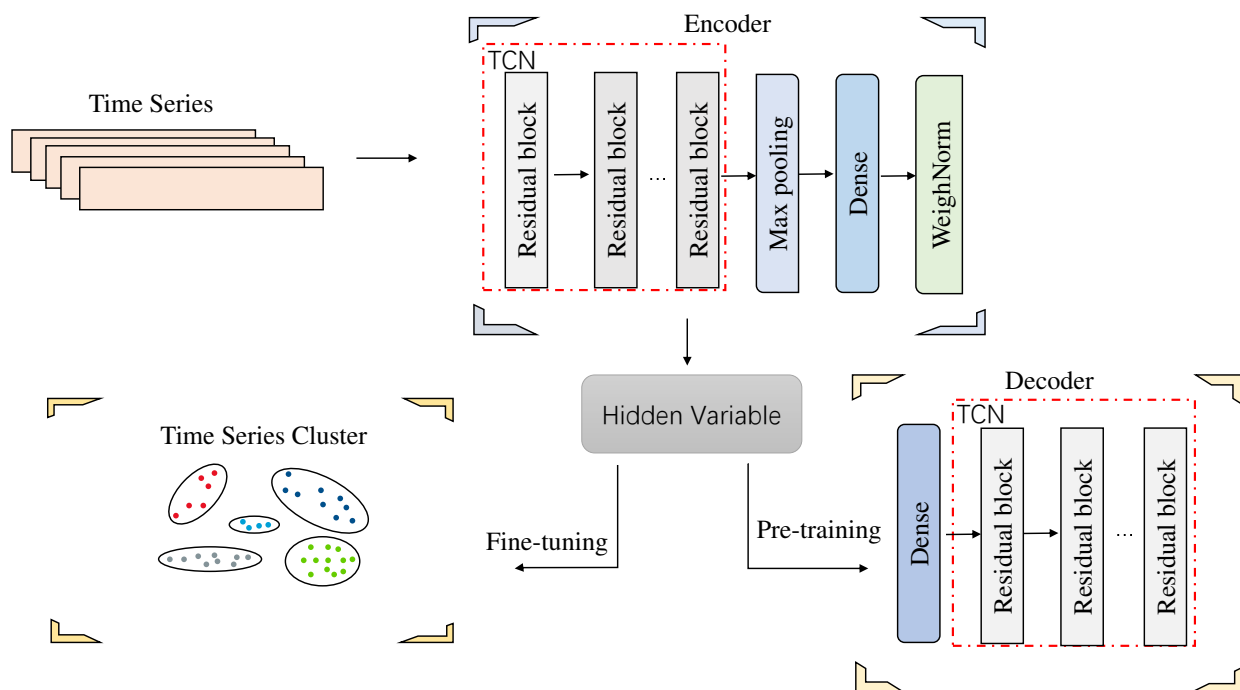 Time Series
Encoder
TCN
Residual block
Residual block
...
Residual block
Max pooling
Dense
WeighNorm
Hidden Variable
Fine-tuning
Pre-training
Time Series Cluster
Decoder
Dense
TCN
Residual block
Residual block
...
Residual block